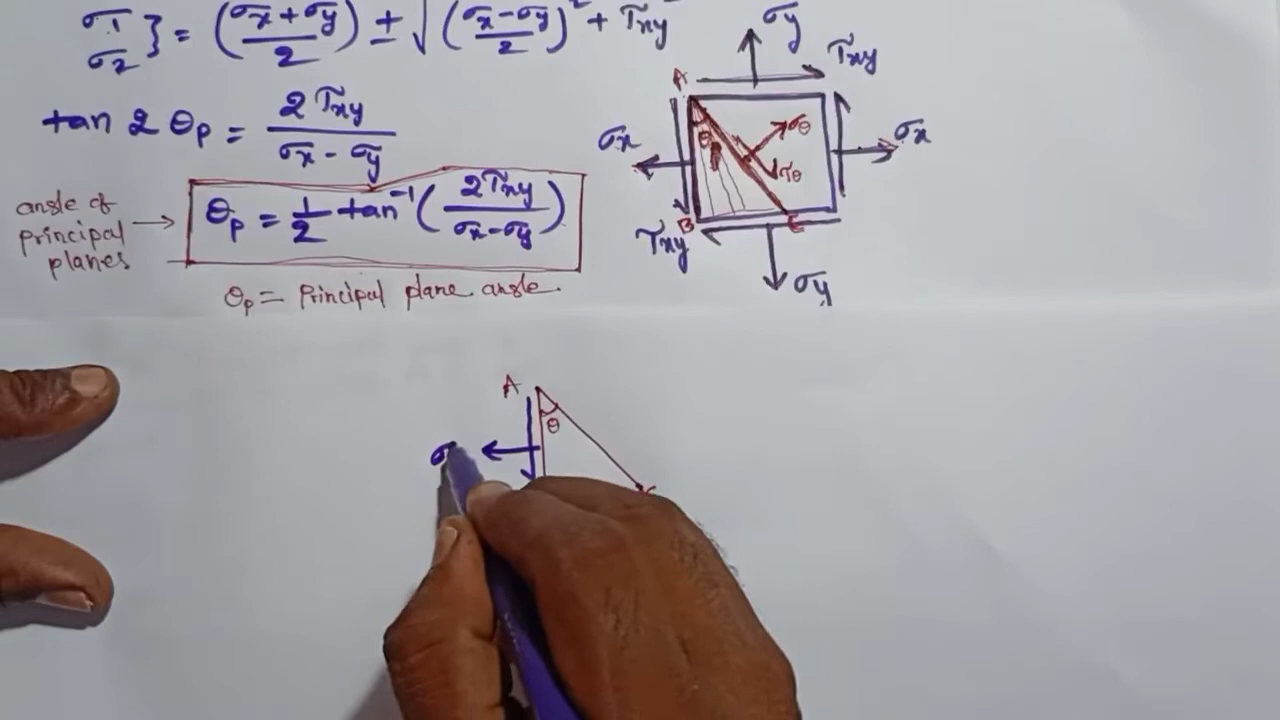 σ1
σ2 } = (σx+σy/2) ± √(σx-σy/2)² + τxy²
tan 2θp = 2τxy/σx-σy
angle of
principal
planes → θp = 1/2 tan⁻¹(2τxy/σx-σy)
θp = Principal plane angle.
σy
τxy
A
σx
θ
σθ
σx
τθ
B
C
τxy
σy
A
θ
σ